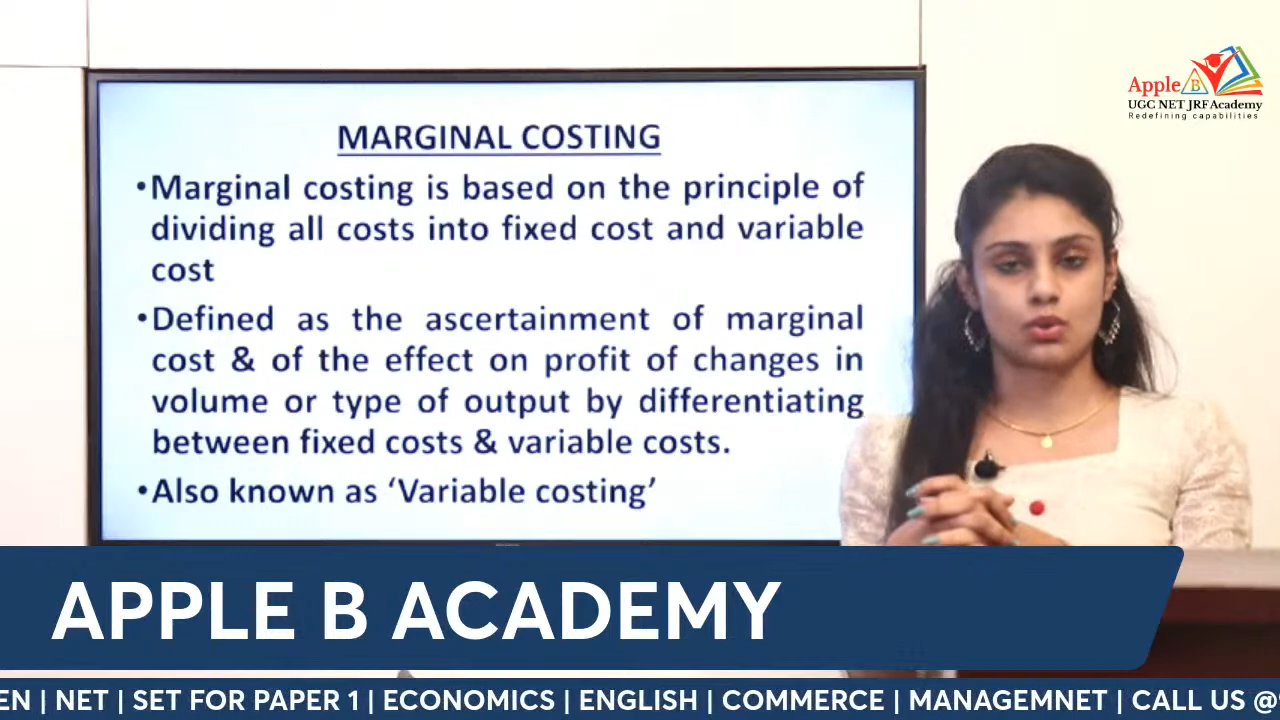 MARGINAL COSTING
•Marginal costing is based on the principle of
dividing all costs into fixed cost and variable
cost
•Defined as the ascertainment of marginal
cost & of the effect on profit of changes in
volume or type of output by differentiating
between fixed costs & variable costs.
•Also known as ‘Variable costing’
Apple B
UGC NET JRF Academy
Redefining capabilities
APPLE B ACADEMY
EN | NET | SET FOR PAPER 1 | ECONOMICS | ENGLISH | COMMERCE | MANAGEMNET | CALL US @